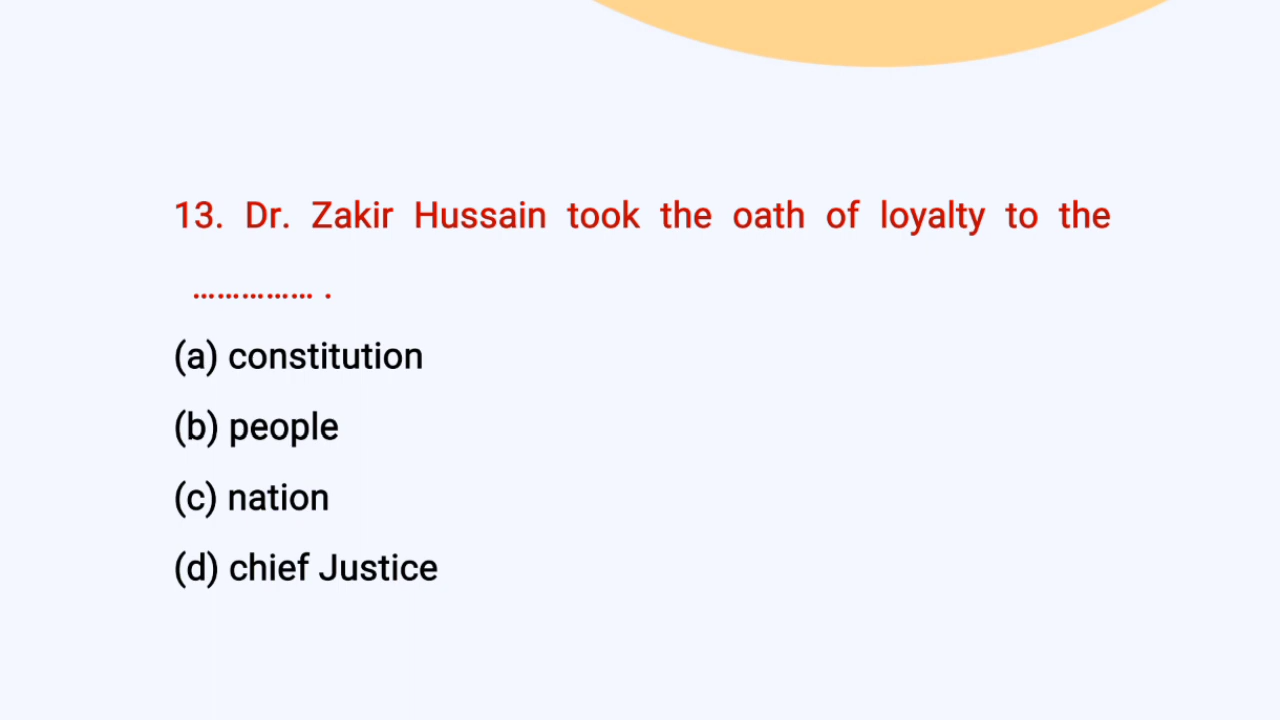 13. Dr. Zakir Hussain took the oath of loyalty to the
…………… .
(a) constitution
(b) people
(c) nation
(d) chief Justice